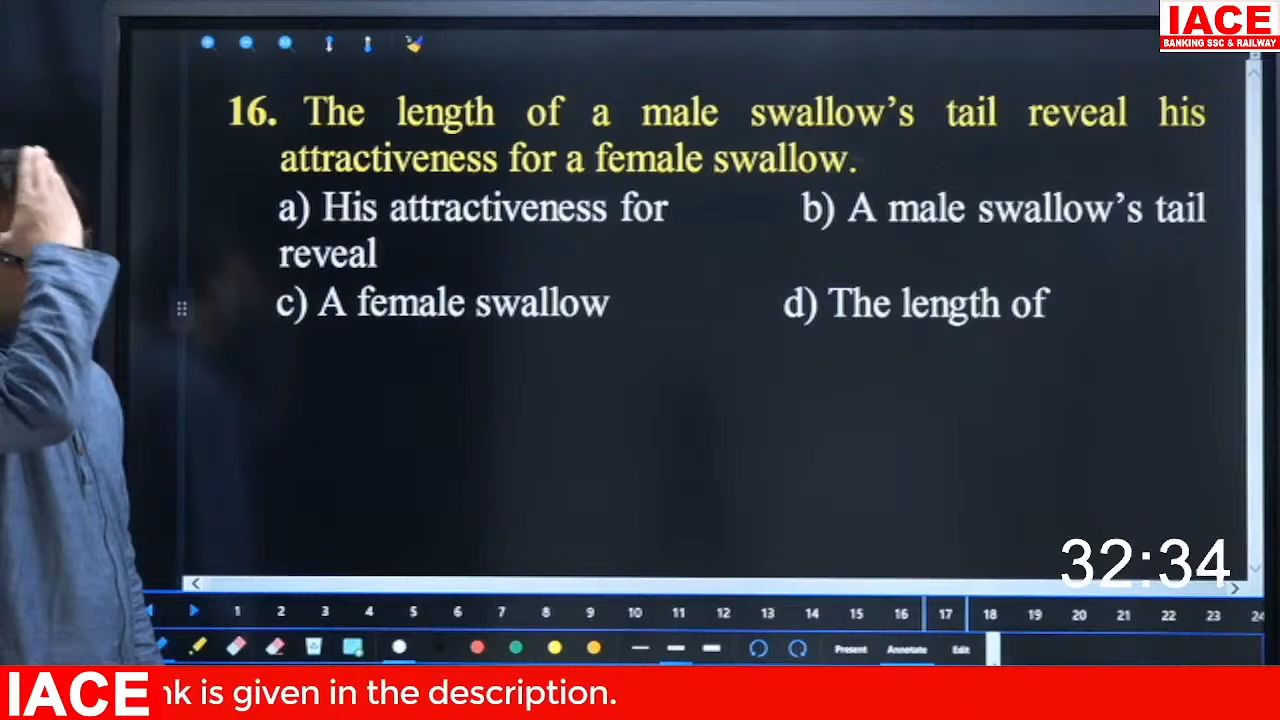 IACE
BANKING SSC & RAILWAY
16. The length of a male swallow's tail reveal his
attractiveness for a female swallow.
a) His attractiveness for
reveal
b) A male swallow's tail
c) A female swallow
d) The length of
32:34
1 2 3 4 5 6 7 8 9 10 11 12 13 14 15 16 17 18 19 20 21 22 23 24
Present Annotate Edit
IACE
nk is given in the description.